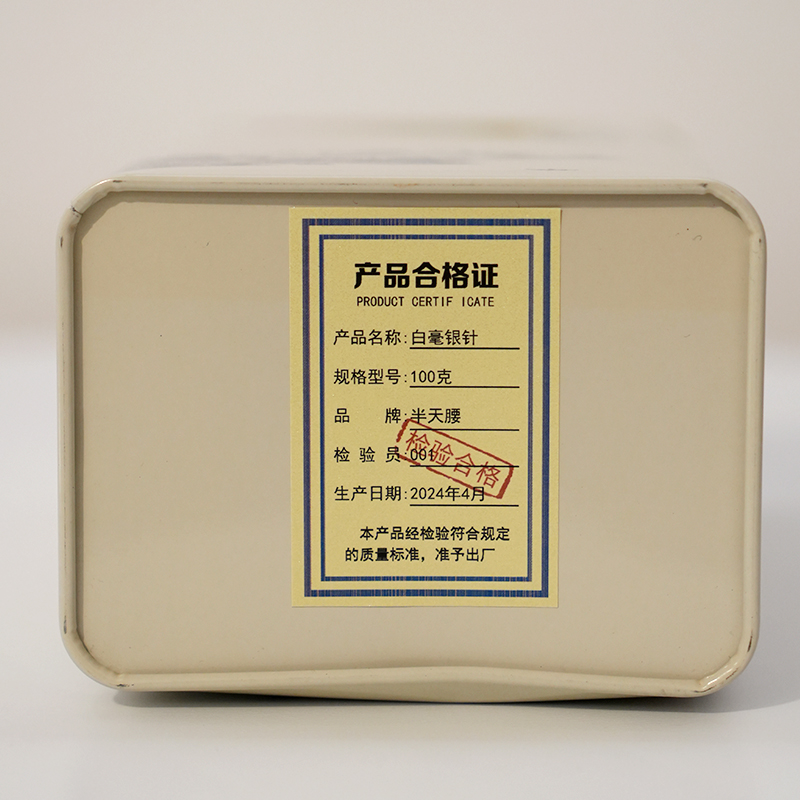 产品合格证
PRODUCT CERTIF ICATE
产品名称:白毫银针
规格型号:100克
品 牌:半天腰
检 验 员:001
检验合格
生产日期:2024年4月
本产品经检验符合规定
的质量标准，准予出厂